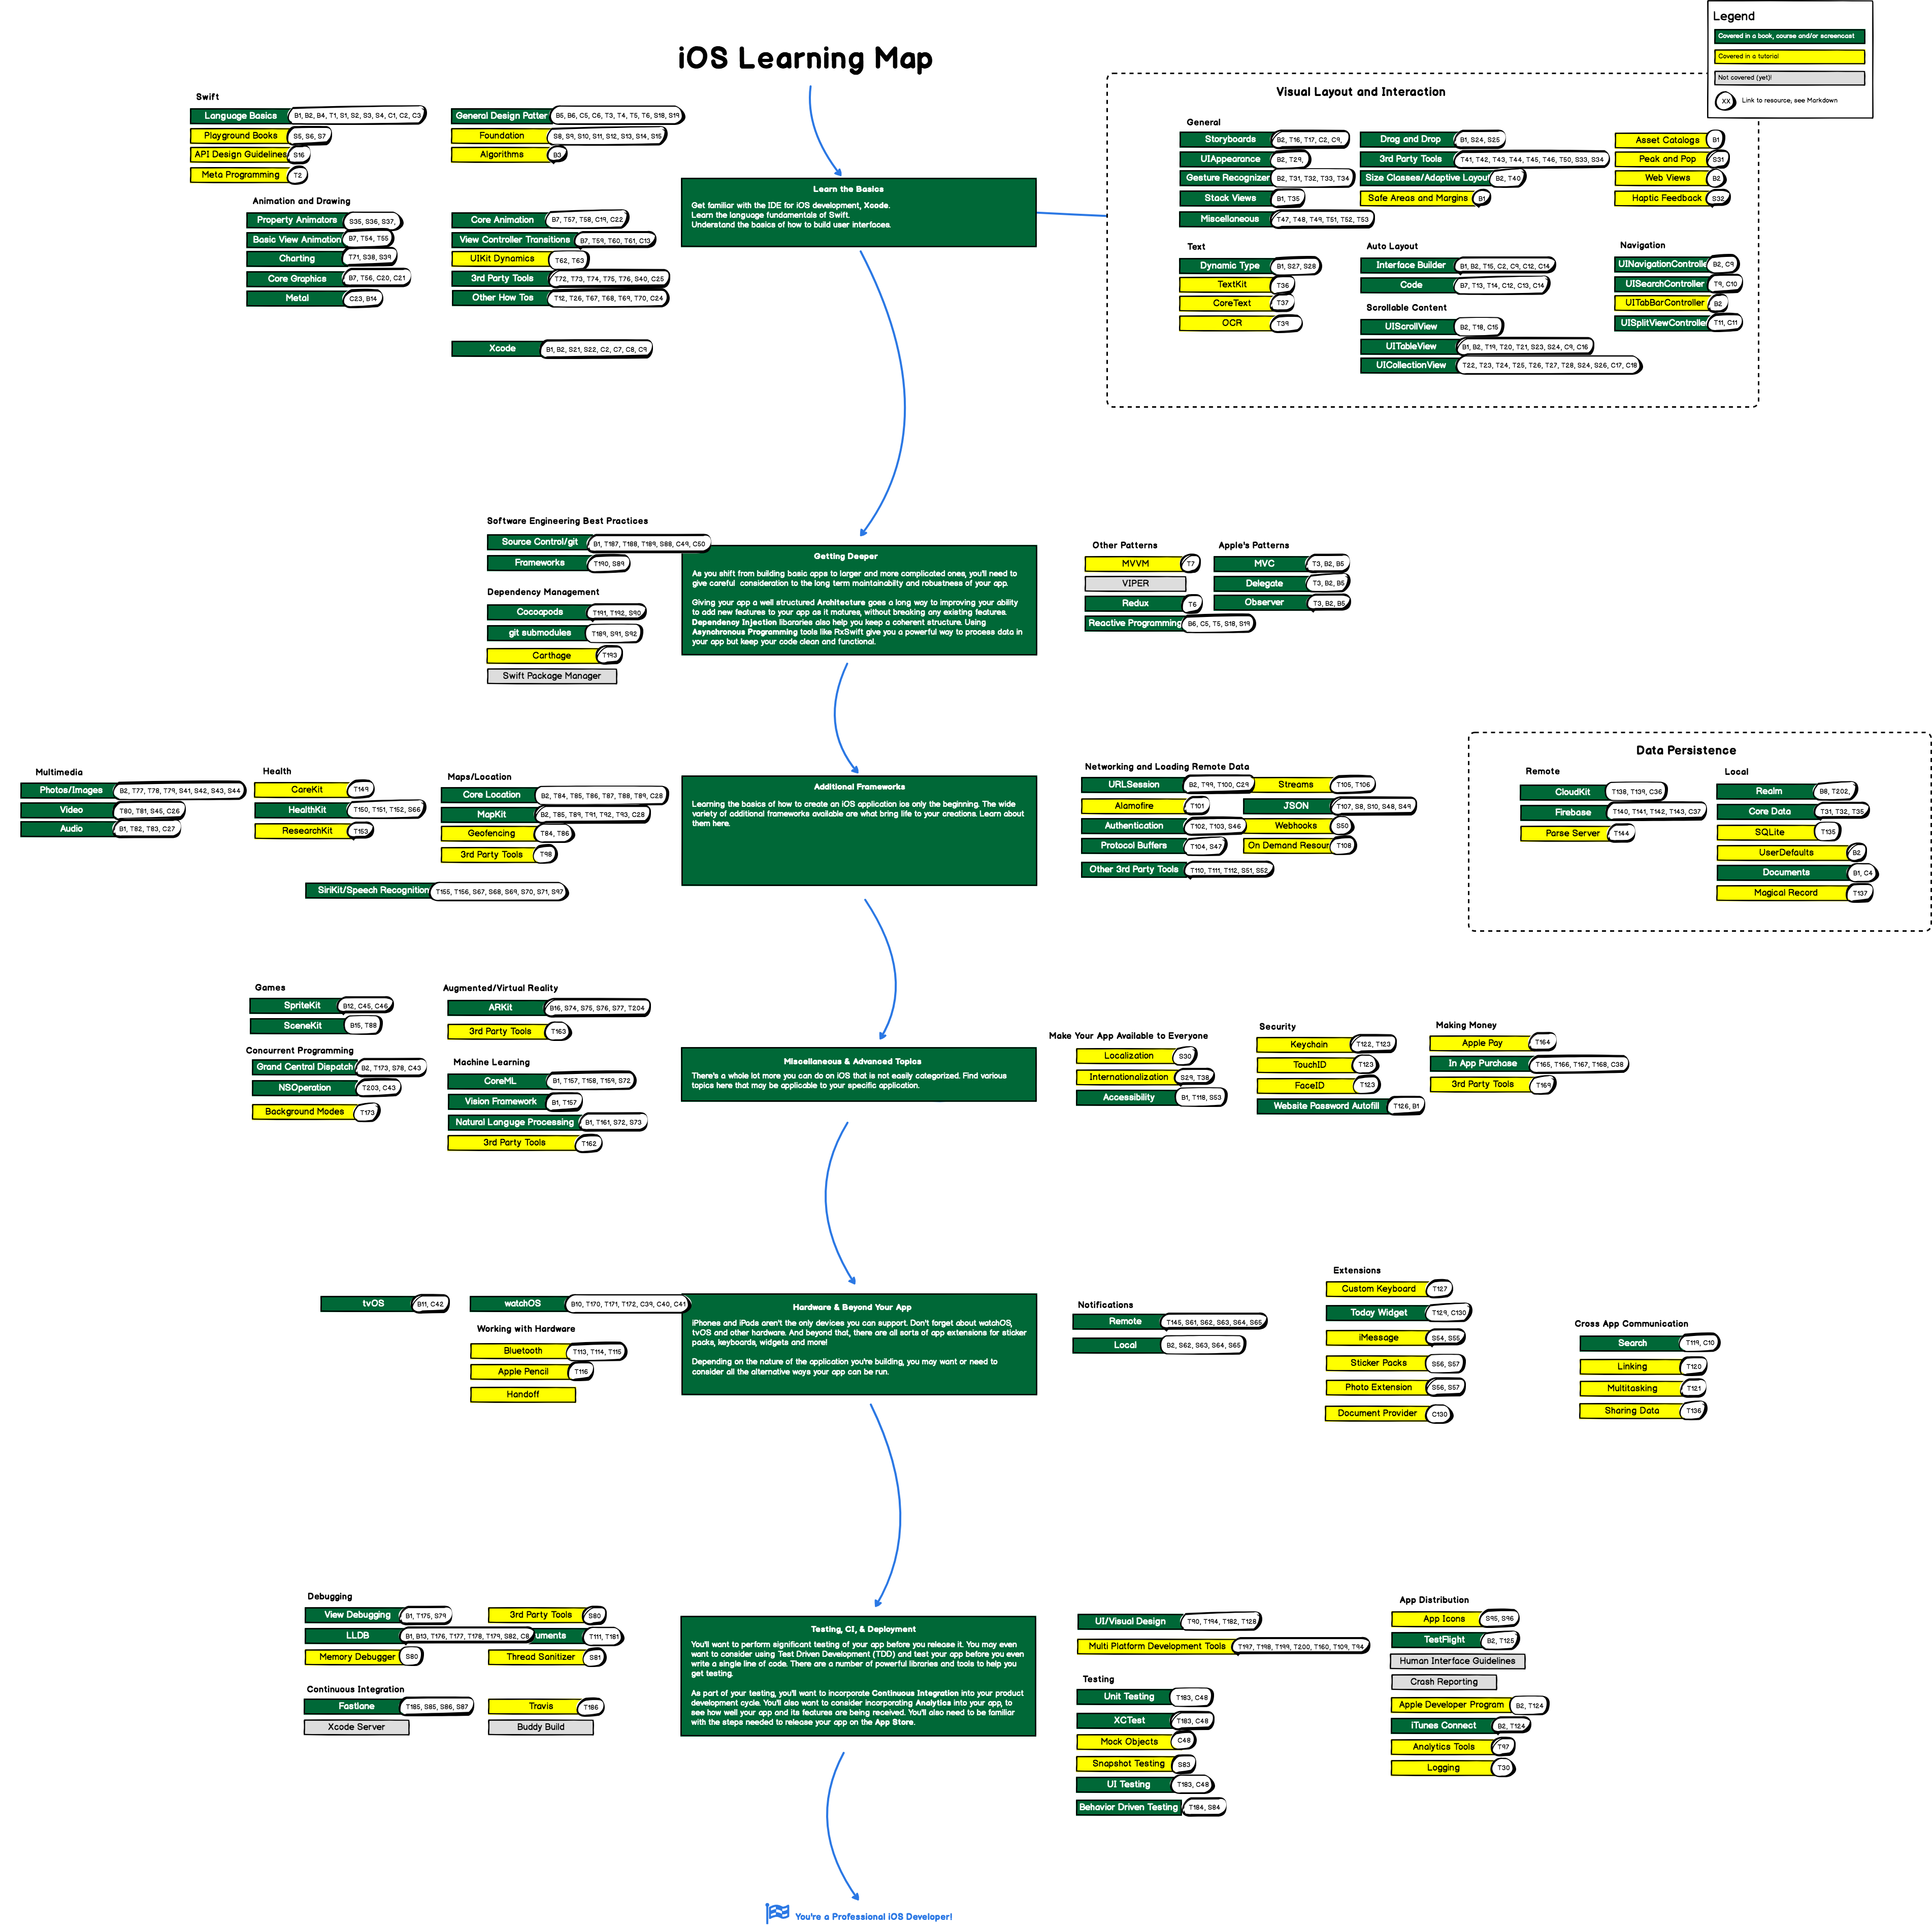 iOS Learning Map
Legend
Covered in a book, course and/or screencast
Covered in a tutorial
Not covered (yet)!
XX Link to resource, see Markdown
Swift
Language Basics B1, B2, B4, T1, S1, S2, S3, S4, C1, C2, C3
Playground Books S5, S6, S7
API Design Guidelines S16
Meta Programming T2
General Design Patter B5, B6, C5, C6, T3, T4, T5, T6, S18, S19
Foundation S8, S9, S10, S11, S12, S13, S14, S15
Algorithms B3
Animation and Drawing
Property Animators S35, S36, S37,
Basic View Animation B7, T54, T55
Charting T71, S38, S39
Core Graphics B7, T56, C20, C21
Metal C23, B14
Core Animation B7, T57, T58, C19, C22
View Controller Transitions B7, T59, T60, T61, C13
UIKit Dynamics T62, T63
3rd Party Tools T72, T73, T74, T75, T76, S40, C25
Other How Tos T12, T26, T67, T68, T69, T70, C24
Xcode B1, B2, S21, S22, C2, C7, C8, C9
Learn the Basics
Get familiar with the IDE for iOS development, Xcode.
Learn the language fundamentals of Swift.
Understand the basics of how to build user interfaces.
Visual Layout and Interaction
General
Storyboards B2, T16, T17, C2, C9,
UIAppearance B2, T29,
Gesture Recognizer B2, T31, T32, T33, T34
Stack Views B1, T35
Miscellaneous T47, T48, T49, T51, T52, T53
Drag and Drop B1, S24, S25
3rd Party Tools T41, T42, T43, T44, T45, T46, T50, S33, S34
Size Classes/Adaptive Layou B2, T40
Safe Areas and Margins B1
Asset Catalogs B1
Peak and Pop S31
Web Views B2
Haptic Feedback S32
Text
Dynamic Type B1, S27, S28
TextKit T36
CoreText T37
OCR T39
Auto Layout
Interface Builder B1, B2, T15, C2, C9, C12, C14
Code B7, T13, T14, C12, C13, C14
Scrollable Content
UIScrollView B2, T18, C15
UITableView B1, B2, T19, T20, T21, S23, S24, C9, C16
UICollectionView T22, T23, T24, T25, T26, T27, T28, S24, S26, C17, C18
Navigation
UINavigationControlle B2, C9
UISearchController T9, C10
UITabBarController B2
UISplitViewControlle T11, C11
Software Engineering Best Practices
Source Control/git B1, T187, T188, T189, S88, C49, C50
Frameworks T190, S89
Dependency Management
Cocoapods T191, T192, S90
git submodules T189, S91, S92
Carthage T193
Swift Package Manager
Getting Deeper
As you shift from building basic apps to larger and more complicated ones, you'll need to
give careful consideration to the long term maintainabilty and robustness of your app.
Giving your app a well structured Architecture goes a long way to improving your ability
to add new features to your app as it matures, without breaking any existing features.
Dependency Injection libararies also help you keep a coherent structure. Using
Asynchronous Programming tools like RxSwift give you a powerful way to process data in
your app but keep your code clean and functional.
Other Patterns
MVVM T7
VIPER
Redux T6
Reactive Programming B6, C5, T5, S18, S19
Apple's Patterns
MVC T3, B2, B5
Delegate T3, B2, B5
Observer T3, B2, B5
Multimedia
Photos/Images B2, T77, T78, T79, S41, S42, S43, S44
Video T80, T81, S45, C26
Audio B1, T82, T83, C27
Health
CareKit T149
HealthKit T150, T151, T152, S66
ResearchKit T153
Maps/Location
Core Location B2, T84, T85, T86, T87, T88, T89, C28
MapKit B2, T85, T89, T91, T92, T93, C28
Geofencing T84, T86
3rd Party Tools T98
SiriKit/Speech Recognition T155, T156, S67, S68, S69, S70, S71, S97
Additional Frameworks
Learning the basics of how to create an iOS application ios only the beginning. The wide
variety of additional frameworks available are what bring life to your creations. Learn about
them here.
Networking and Loading Remote Data
URLSession B2, T99, T100, C29
Alamofire T101
Authentication T102, T103, S46
Protocol Buffers T104, S47
Other 3rd Party Tools T110, T111, T112, S51, S52
Streams T105, T106
JSON T107, S8, S10, S48, S49
Webhooks S50
On Demand Resour T108
Data Persistence
Remote
CloudKit T138, T139, C36
Firebase T140, T141, T142, T143, C37
Parse Server T144
Local
Realm B8, T202,
Core Data T31, T32, T35
SQLite T135
UserDefaults B2
Documents B1, C4
Magical Record T137
Games
SpriteKit B12, C45, C46
SceneKit B15, T88
Concurrent Programming
Grand Central Dispatch B2, T173, S78, C43
NSOperation T203, C43
Background Modes T173
Augmented/Virtual Reality
ARKit B16, S74, S75, S76, S77, T204
3rd Party Tools T163
Machine Learning
CoreML B1, T157, T158, T159, S72
Vision Framework B1, T157
Natural Languge Processing B1, T161, S72, S73
3rd Party Tools T162
Miscellaneous & Advanced Topics
There's a whole lot more you can do on iOS that is not easily categorized. Find various
topics here that may be applicable to your specific application.
Make Your App Available to Everyone
Localization S30
Internationalization S29, T38
Accessibility B1, T118, S53
Security
Keychain T122, T123
TouchID T123
FaceID T123
Website Password Autofill T126, B1
Making Money
Apple Pay T164
In App Purchase T165, T166, T167, T168, C38
3rd Party Tools T169
tvOS B11, C42
watchOS B10, T170, T171, T172, C39, C40, C41
Working with Hardware
Bluetooth T113, T114, T115
Apple Pencil T116
Handoff
Hardware & Beyond Your App
iPhones and iPads aren't the only devices you can support. Don't forget about watchOS,
tvOS and other hardware. And beyond that, there are all sorts of app extensions for sticker
packs, keyboards, widgets and more!
Depending on the nature of the application you're building, you may want or need to
consider all the alternative ways your app can be run.
Notifications
Remote T145, S61, S62, S63, S64, S65
Local B2, S62, S63, S64, S65
Extensions
Custom Keyboard T127
Today Widget T129, C130
iMessage S54, S55
Sticker Packs S56, S57
Photo Extension S56, S57
Document Provider C130
Cross App Communication
Search T119, C10
Linking T120
Multitasking T121
Sharing Data T136
Debugging
View Debugging B1, T175, S79
LLDB B1, B13, T176, T177, T178, T179, S82, C8
Memory Debugger S80
3rd Party Tools S80
uments T111, T181
Thread Sanitizer S81
Continuous Integration
Fastlane T185, S85, S86, S87
Xcode Server
Travis T186
Buddy Build
Testing, CI, & Deployment
You'll want to perform significant testing of your app before you release it. You may even
want to consider using Test Driven Development (TDD) and test your app before you even
write a single line of code. There are a number of powerful libraries and tools to help you
get testing.
As part of your testing, you'll want to incorporate Continuous Integration into your product
development cycle. You'll also want to consider incorporating Analytics into your app, to
see how well your app and its features are being received. You'll also need to be familiar
with the steps needed to release your app on the App Store.
UI/Visual Design T90, T194, T182, T128
Multi Platform Development Tools T197, T198, T199, T200, T160, T109, T94
Testing
Unit Testing T183, C48
XCTest T183, C48
Mock Objects C48
Snapshot Testing S83
UI Testing T183, C48
Behavior Driven Testing T184, S84
App Distribution
App Icons S95, S96
TestFlight B2, T125
Human Interface Guidelines
Crash Reporting
Apple Developer Program B2, T124
iTunes Connect B2, T124
Analytics Tools T97
Logging T30
You're a Professional iOS Developer!